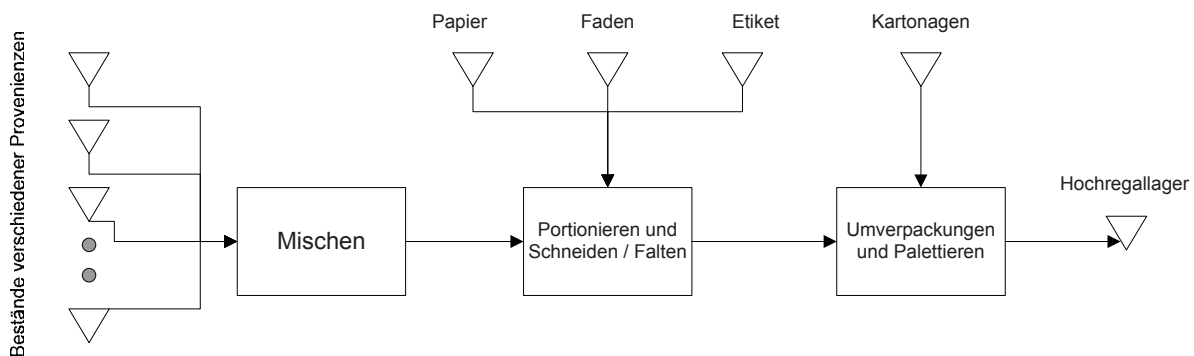 Bestände verschiedener Provenienzen
Papier
Faden
Etiket
Kartonagen
Mischen
Portionieren und
Schneiden / Falten
Umverpackungen
und Palettieren
Hochregallager